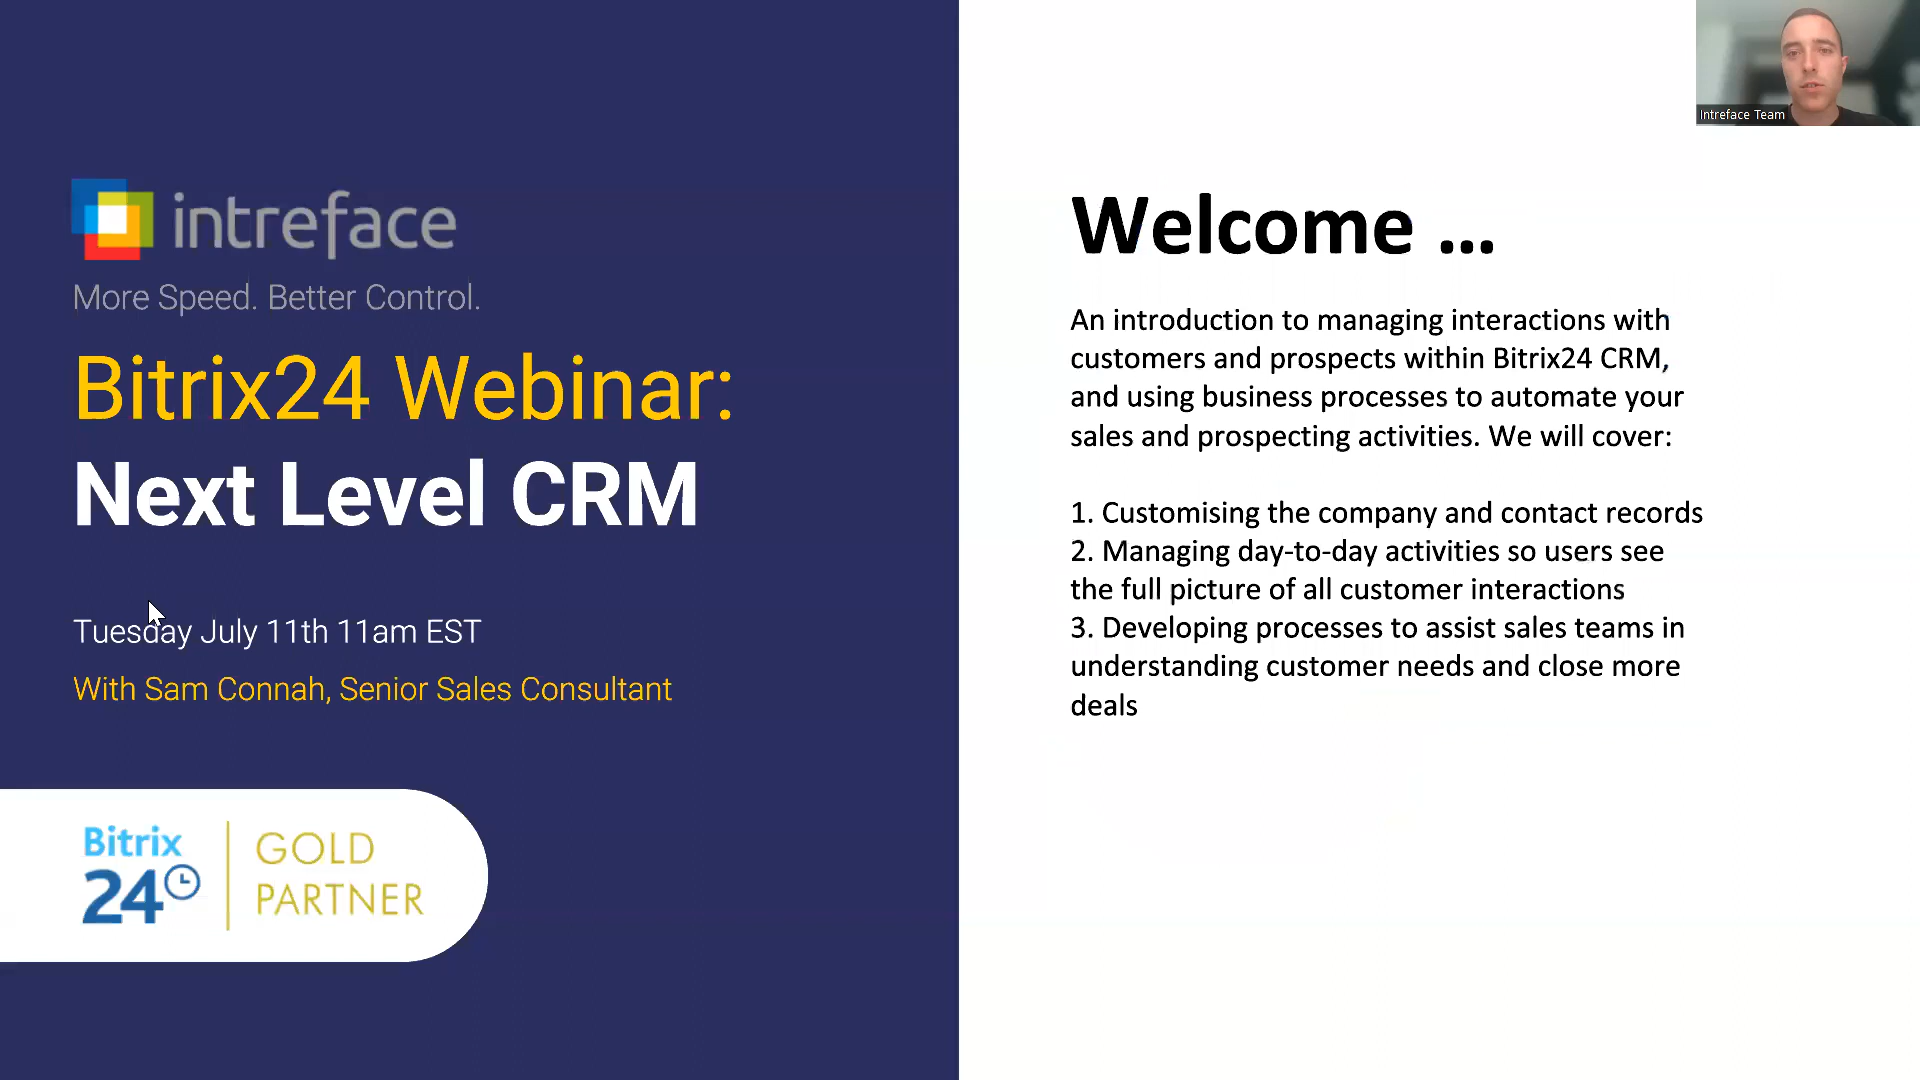 intreface
More Speed. Better Control.
Bitrix24 Webinar:
Next Level CRM
Tuesday July 11th 11am EST
With Sam Connah, Senior Sales Consultant
Bitrix
24
GOLD
PARTNER
Welcome ...
An introduction to managing interactions with
customers and prospects within Bitrix24 CRM,
and using business processes to automate your
sales and prospecting activities. We will cover:
1. Customising the company and contact records
2. Managing day-to-day activities so users see
the full picture of all customer interactions
3. Developing processes to assist sales teams in
understanding customer needs and close more
deals
Intreface Team